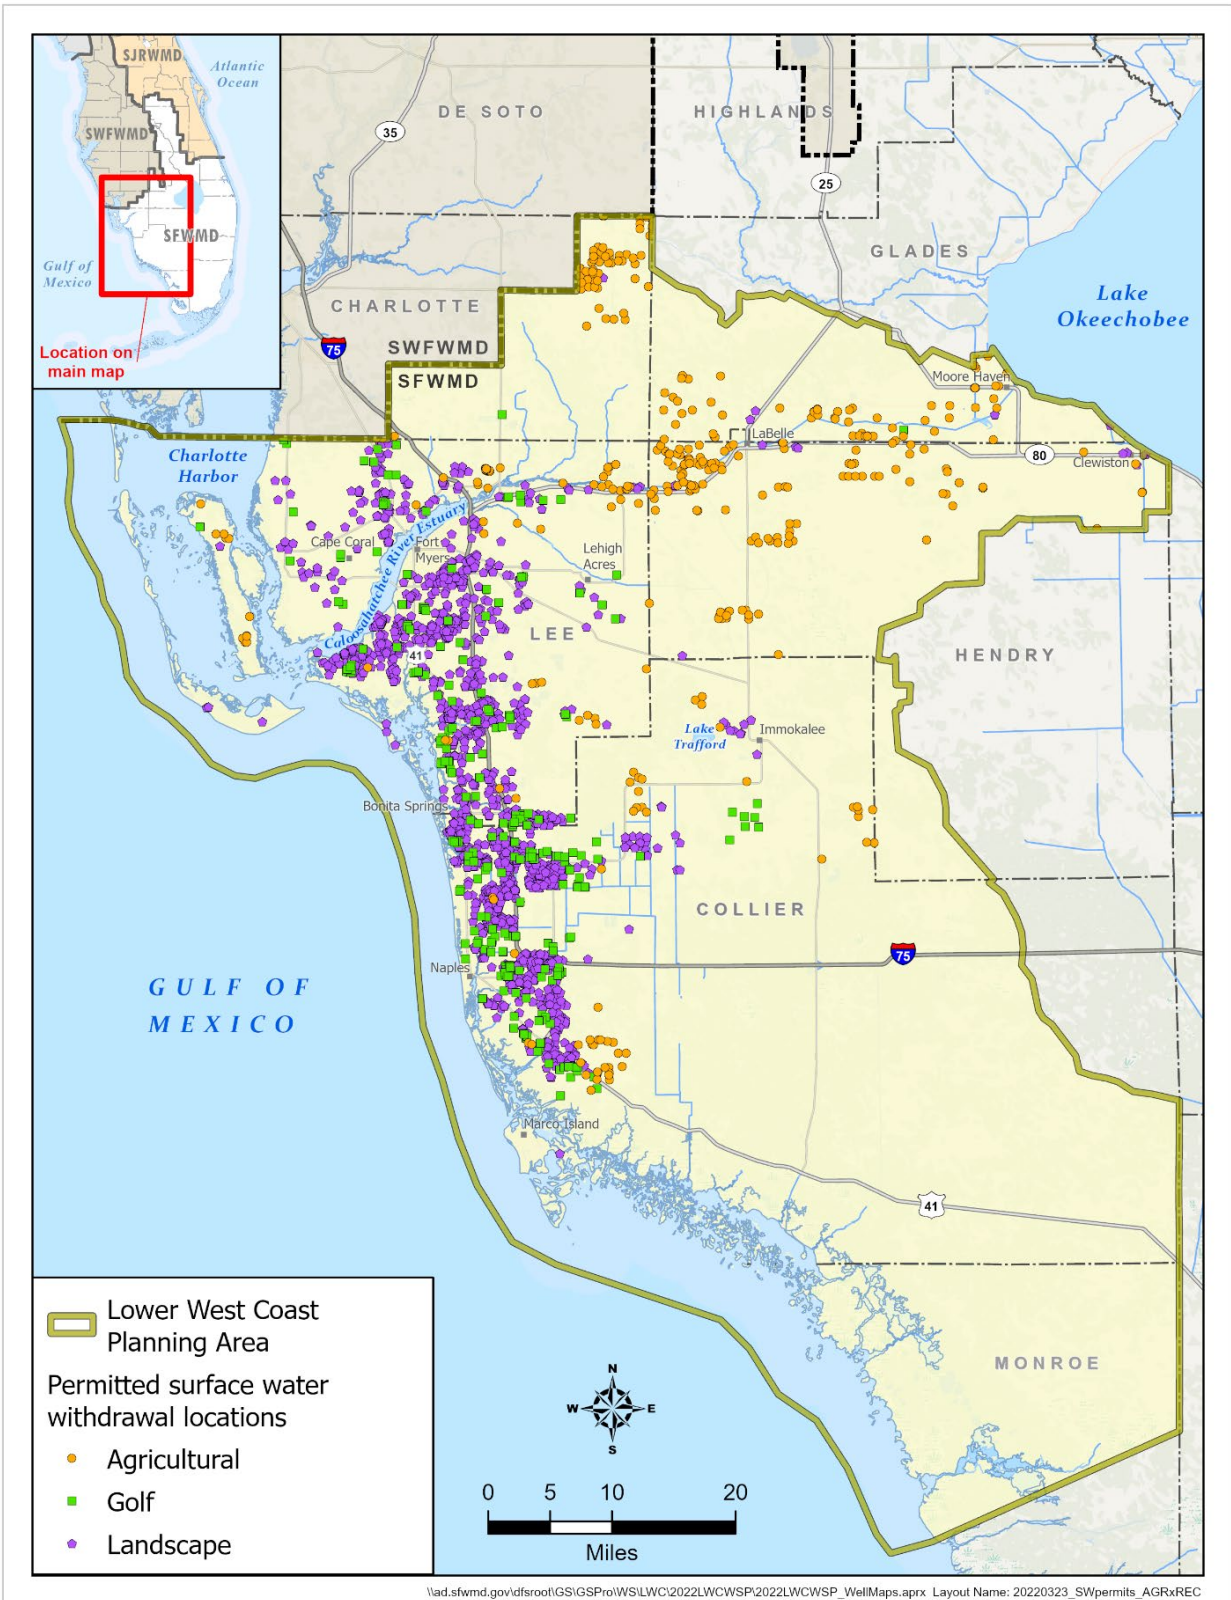 SJRWMD
Atlantic
Ocean
SWFWMD
SFWMD
Gulf of
Mexico
Location on
main map
DE SOTO
HIGHLANDS
35
25
GLADES
CHARLOTTE
Lake
Okeechobee
75
SWFWMD
SFWMD
Moore Haven
LaBelle
80
Clewiston
Charlotte
Harbor
Cape Coral
Fort
Myers
Caloosahatchee River Estuary
Lehigh
Acres
LEE
41
HENDRY
Lake
Trafford
Immokalee
Bonita Springs
COLLIER
75
Naples
GULF OF
MEXICO
Marco Island
41
MONROE
Lower West Coast
Planning Area
Permitted surface water
withdrawal locations
Agricultural
Golf
Landscape
N
W E
S
0 5 10 20
Miles
\\ad.sfwmd.gov\dfsroot\GS\GSPro\WS\LWC\2022LWCWSP\2022LWCWSP_WellMaps.aprx Layout Name: 20220323_SWpermits_AGRxREC